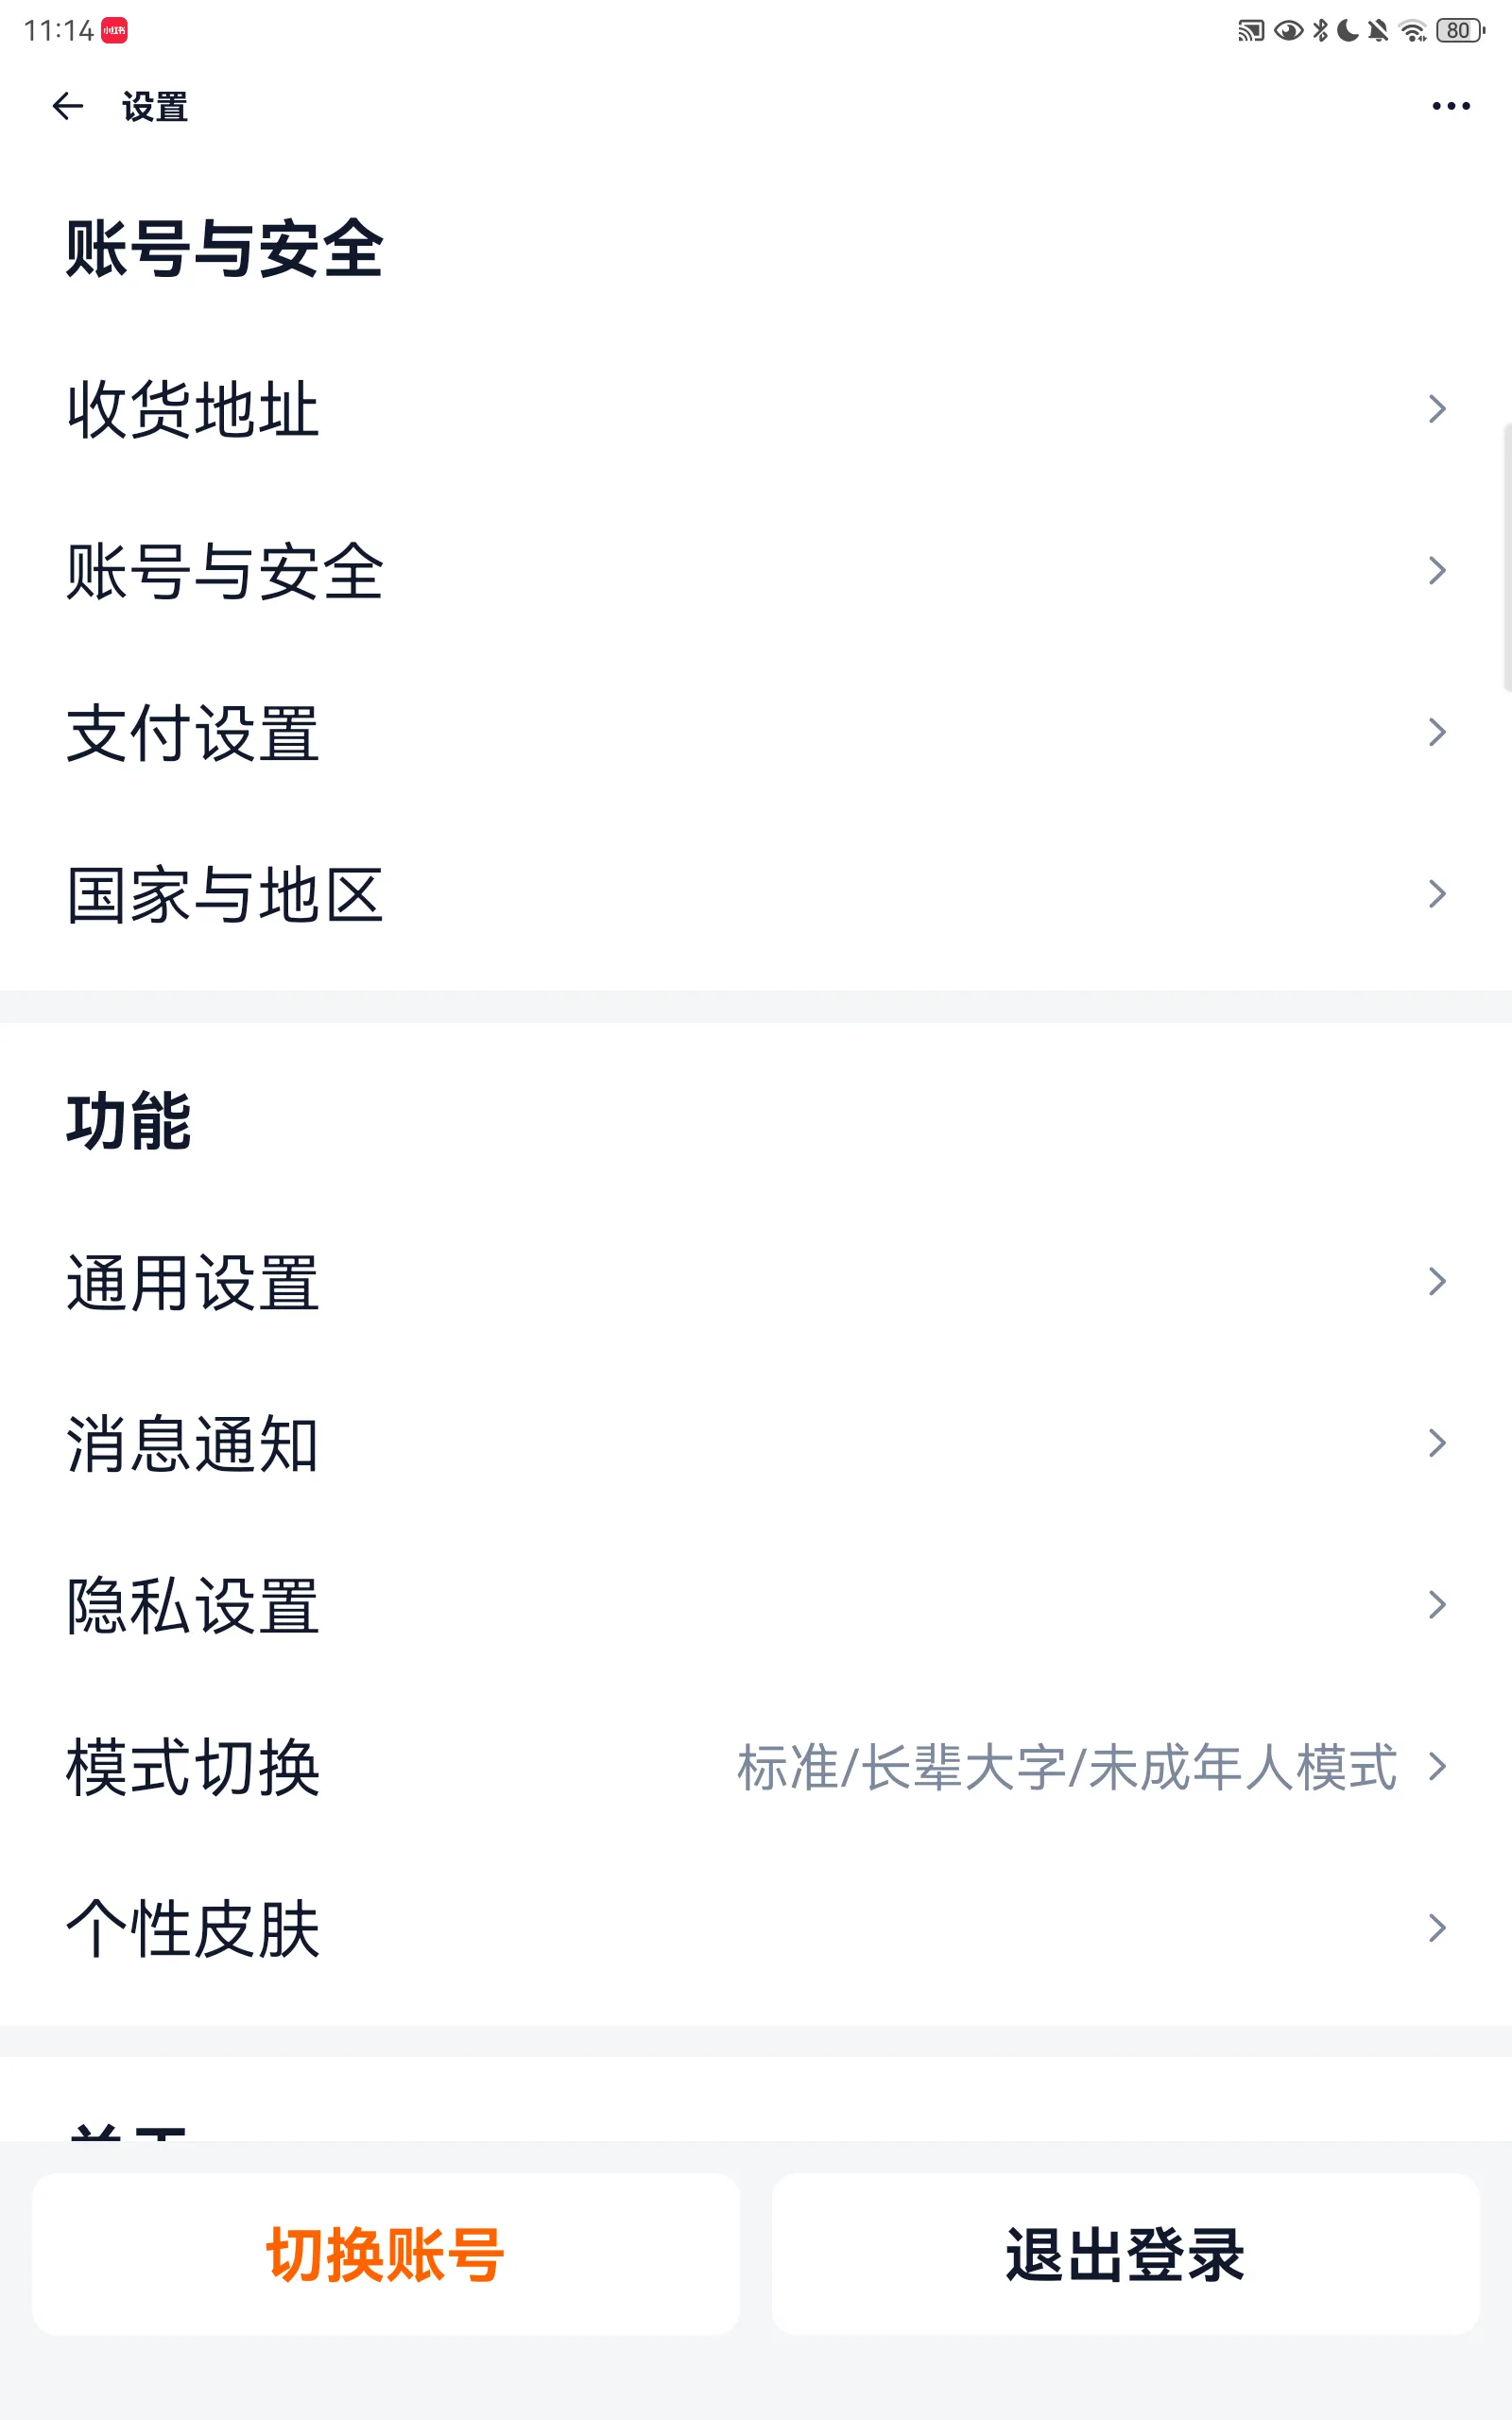 11:14 小红书 80
设置
账号与安全
收货地址
账号与安全
支付设置
国家与地区
功能
通用设置
消息通知
隐私设置
模式切换 标准/长辈大字/未成年人模式
个性皮肤
切换账号 退出登录